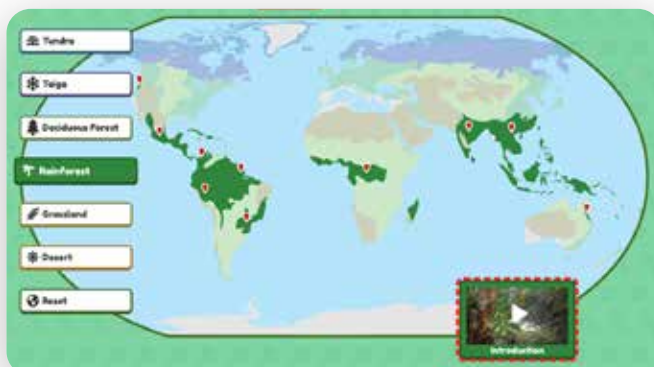 Tundra
Taiga
Deciduous Forest
Rainforest
Grassland
Desert
Reset
Introduction